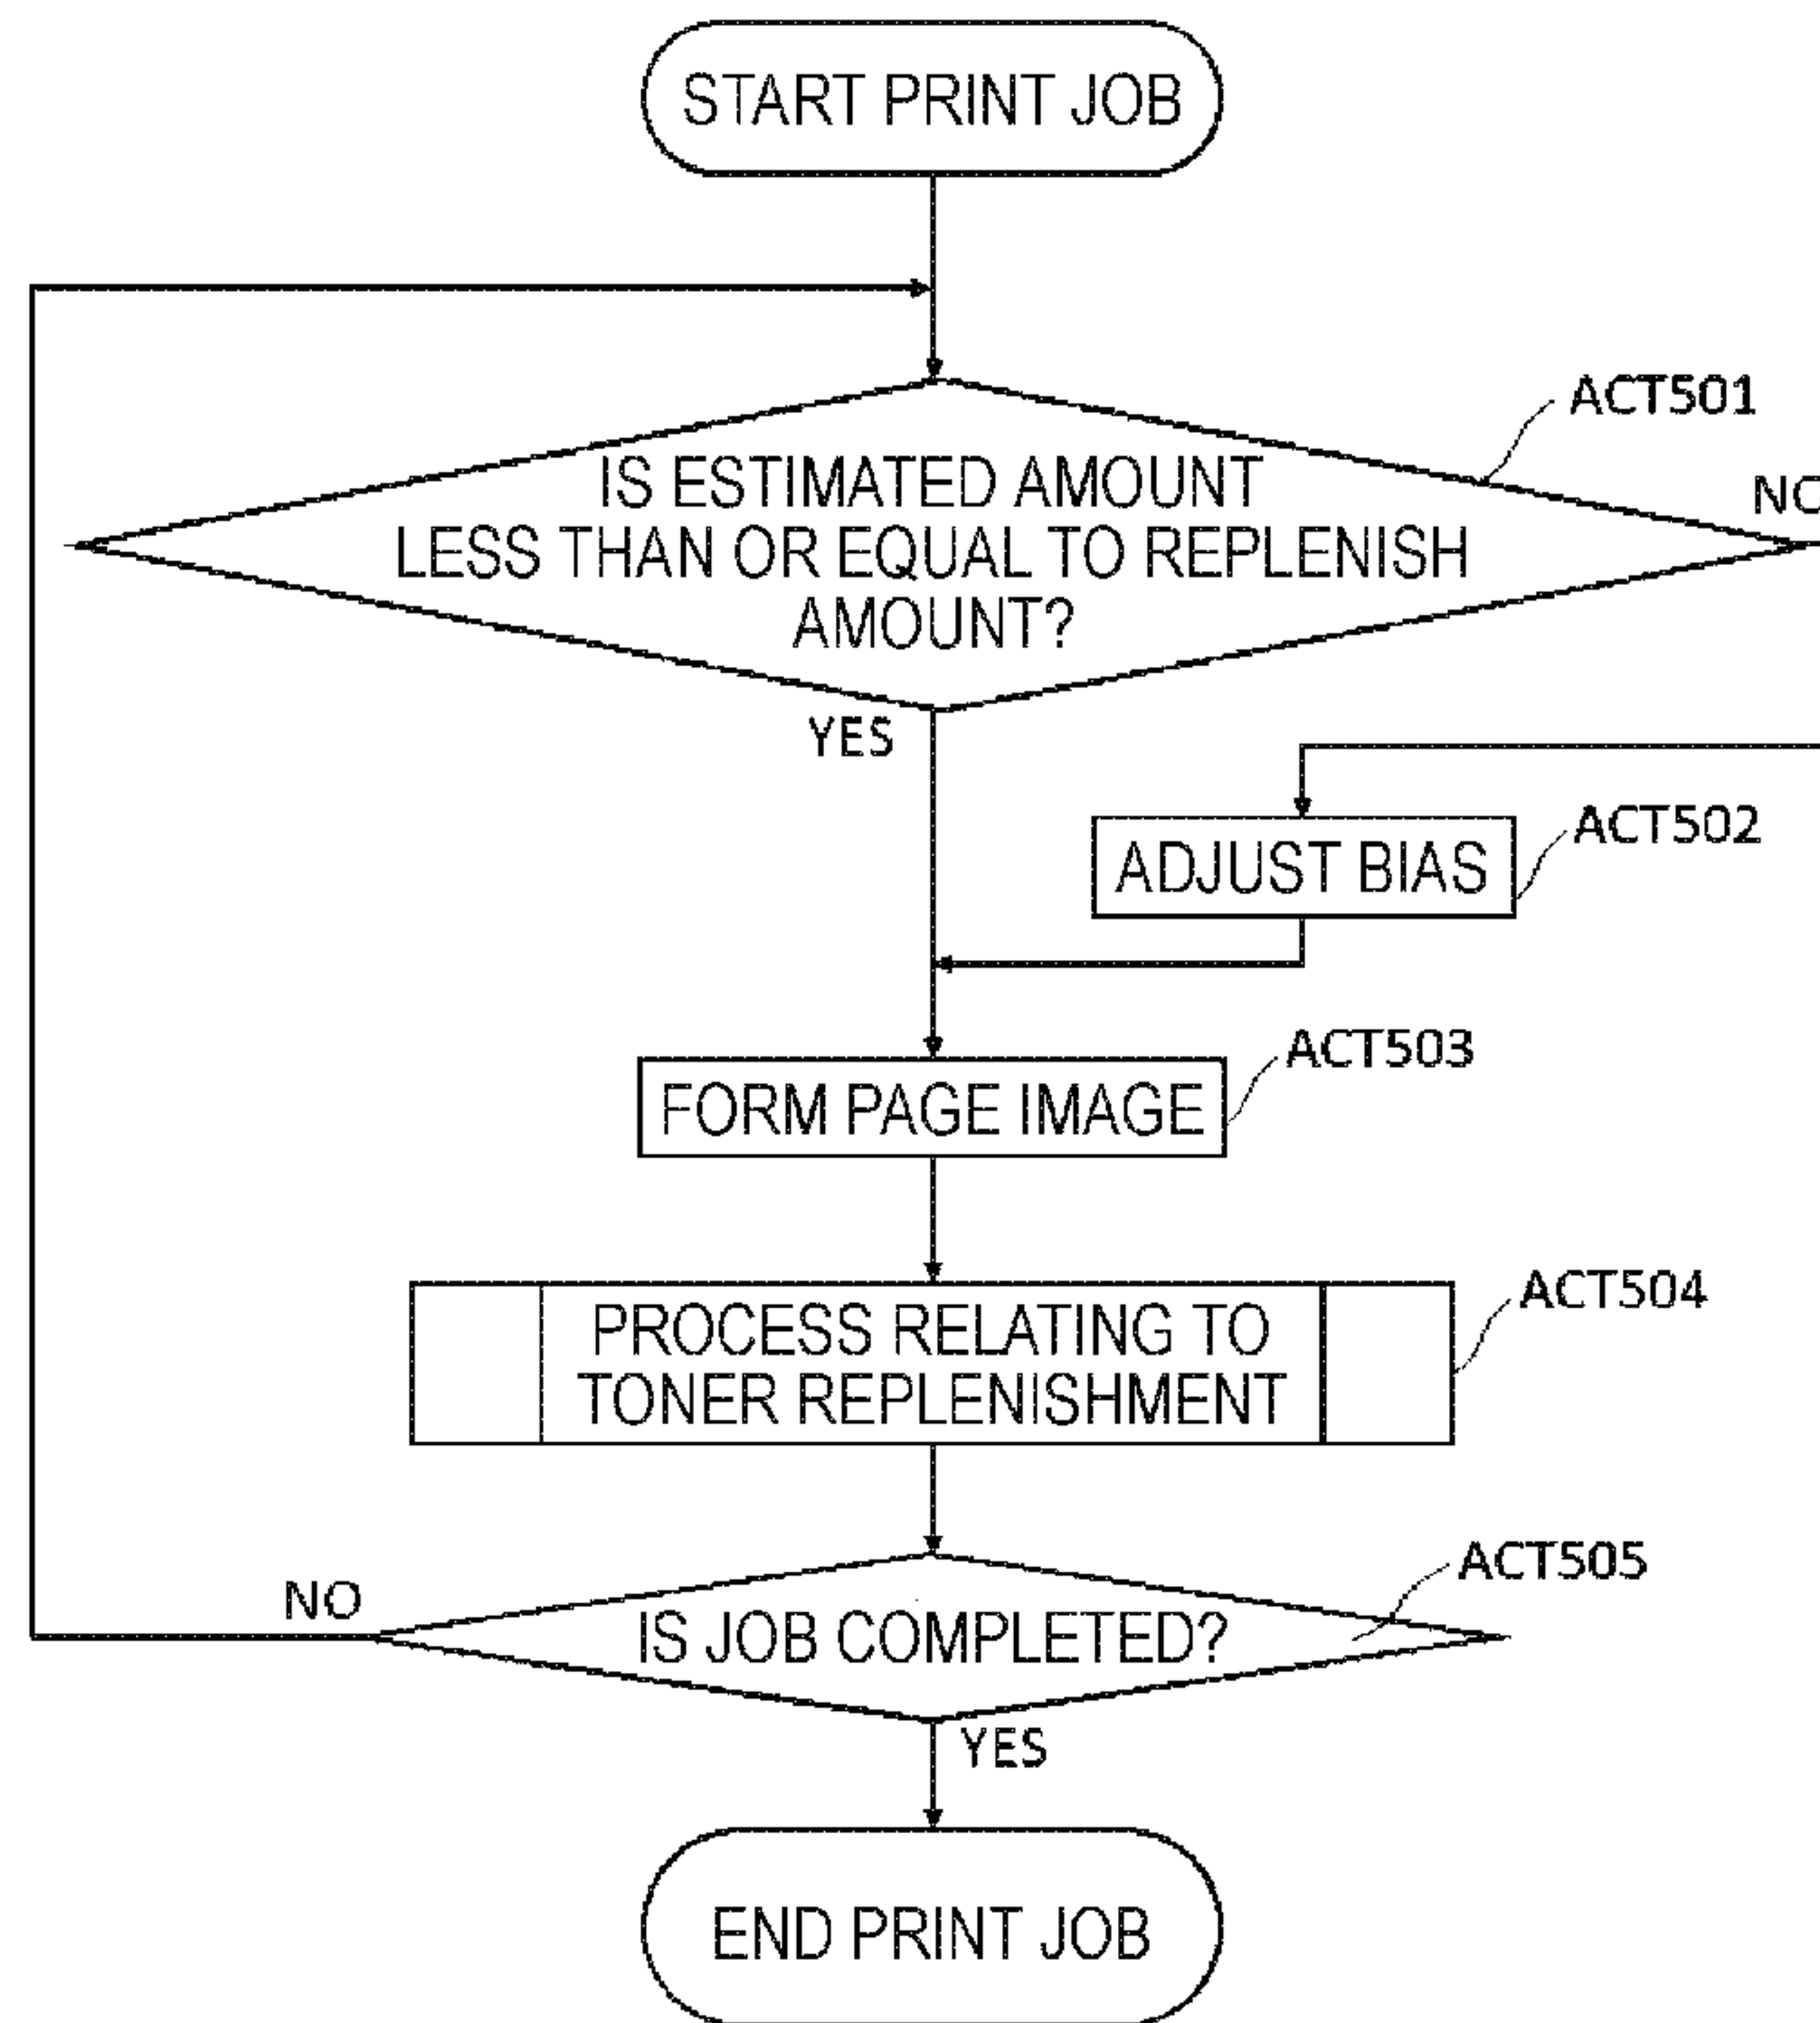 START PRINT JOB
ACT501
IS ESTIMATED AMOUNT
LESS THAN OR EQUAL TO REPLENISH
AMOUNT?
NO
YES
ACT502
ADJUST BIAS
ACT503
FORM PAGE IMAGE
ACT504
PROCESS RELATING TO
TONER REPLENISHMENT
ACT505
NO
IS JOB COMPLETED?
YES
END PRINT JOB